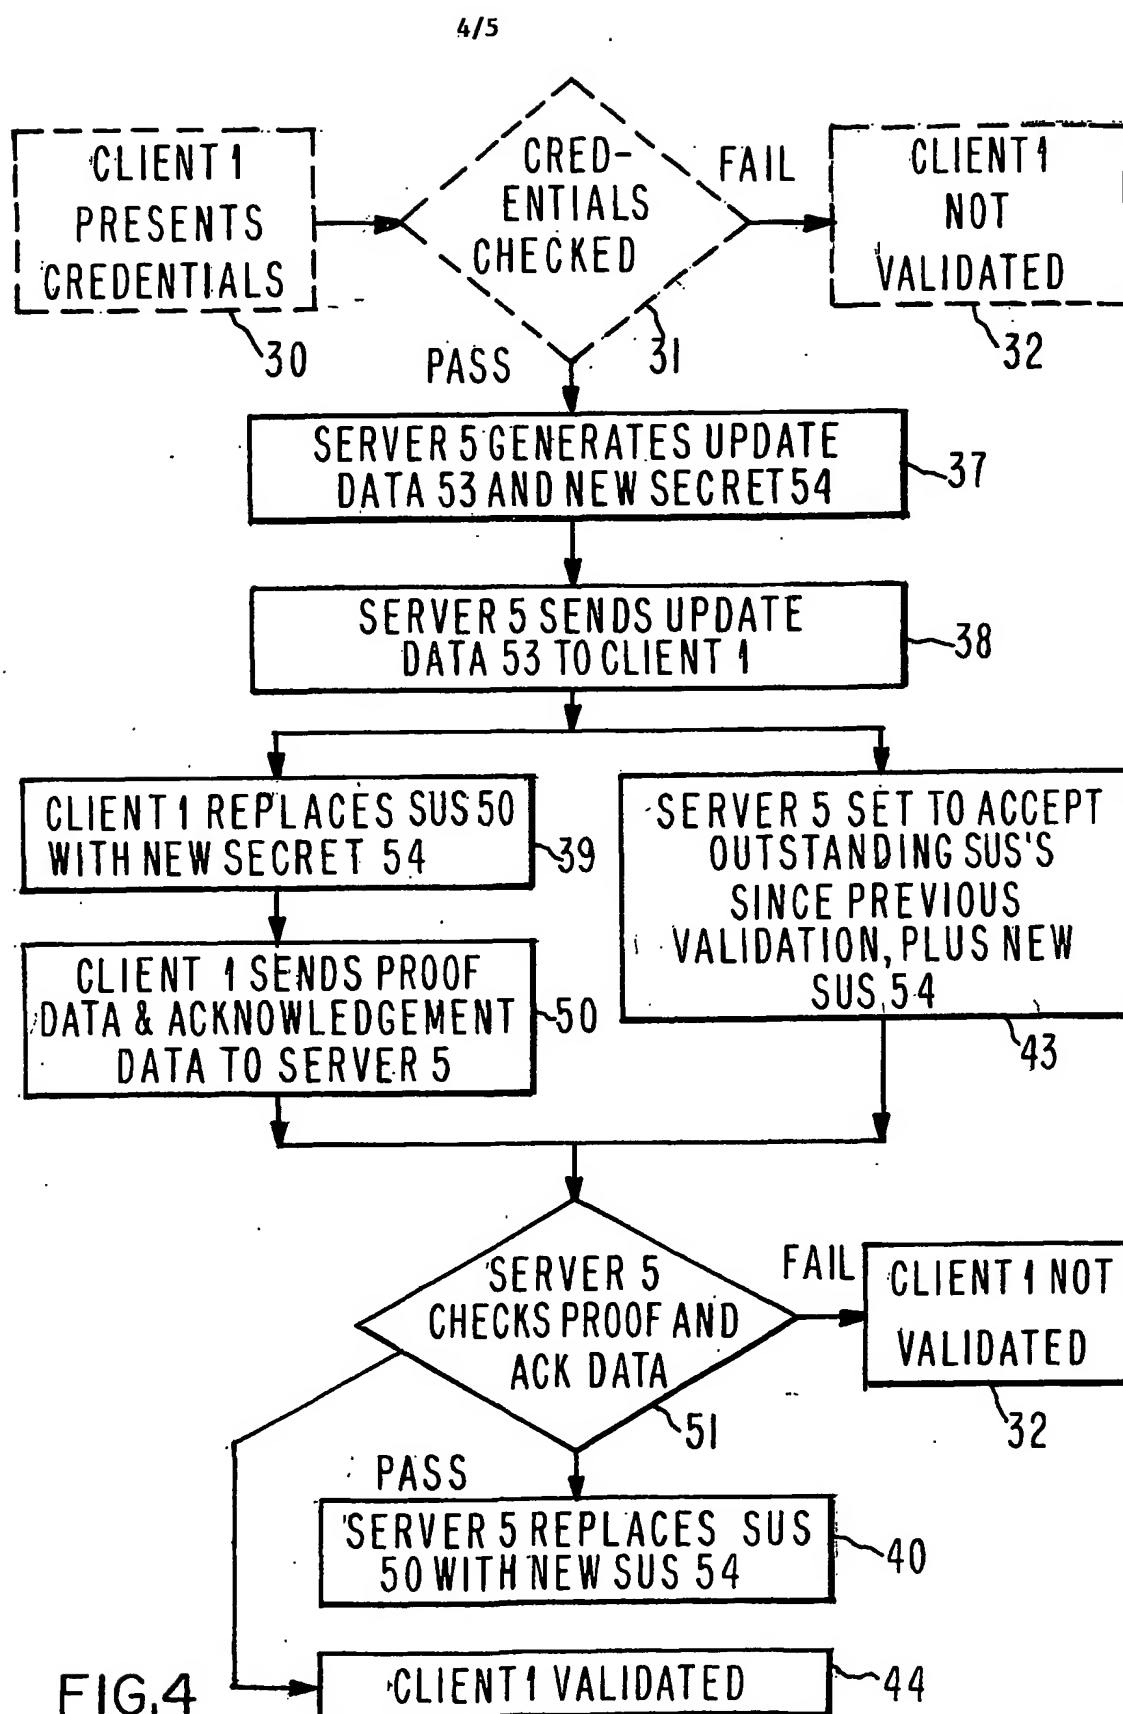 4/5
CLIENT 1
PRESENTS
CREDENTIALS
30
CRED-
ENTIALS
CHECKED
31
FAIL
CLIENT 1
NOT
VALIDATED
32
PASS
SERVER 5 GENERATES UPDATE
DATA 53 AND NEW SECRET 54
37
SERVER 5 SENDS UPDATE
DATA 53 TO CLIENT 1
38
CLIENT 1 REPLACES SUS 50
WITH NEW SECRET 54
39
SERVER 5 SET TO ACCEPT
OUTSTANDING SUS'S
SINCE PREVIOUS
VALIDATION, PLUS NEW
SUS 54
43
CLIENT 1 SENDS PROOF
DATA & ACKNOWLEDGEMENT
DATA TO SERVER 5
50
SERVER 5
CHECKS PROOF AND
ACK DATA
51
FAIL
CLIENT 1 NOT
VALIDATED
32
PASS
SERVER 5 REPLACES SUS
50 WITH NEW SUS 54
40
CLIENT 1 VALIDATED
44
FIG.4